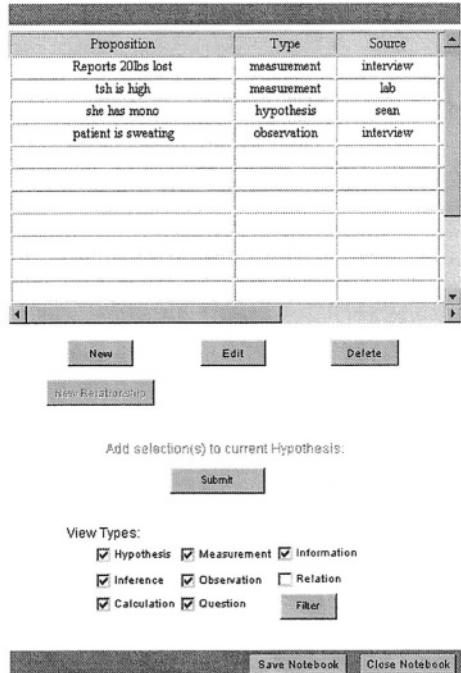 Proposition Type Source
Reports 20lbs lost measurement interview
tsh is high measurement lab
she has mono hypothesis sean
patient is sweating observation interview
New Edit Delete
New Relationship
Add selection(s) to current Hypothesis:
Submit
View Types:
Hypothesis Measurement Information
Inference Observation Relation
Calculation Question Filter
Save Notebook Close Notebook